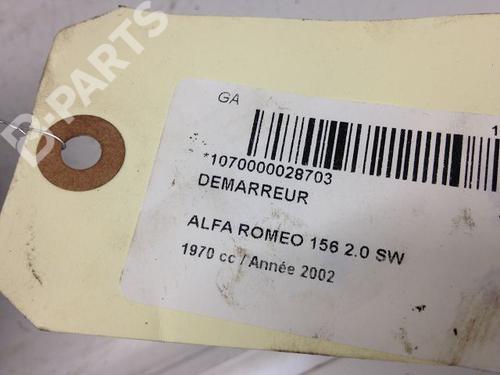 B-PARTS
GA
1
*1070000028703
DEMARREUR
ALFA ROMEO 156 2.0 SW
1970 cc / Année 2002